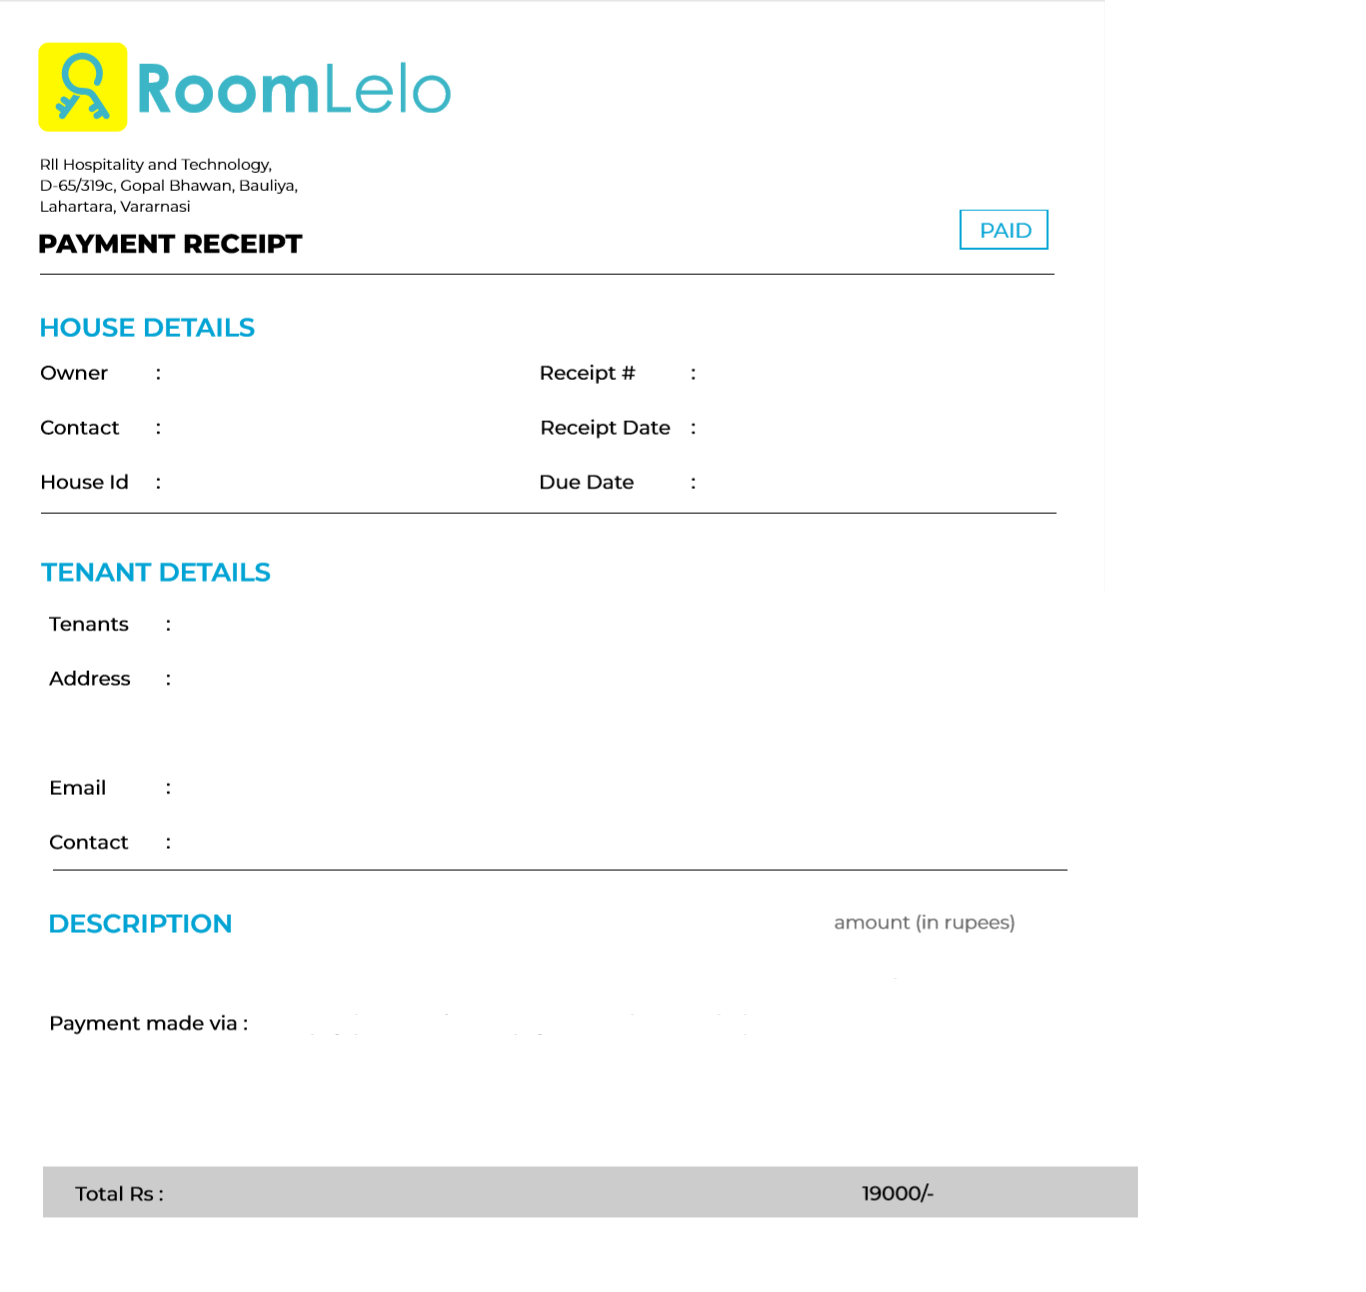 RoomLelo
Rll Hospitality and Technology,
D-65/319c, Gopal Bhawan, Bauliya,
Lahartara, Vararnasi
PAYMENT RECEIPT
PAID
HOUSE DETAILS
Owner :
Receipt # :
Contact :
Receipt Date :
House Id :
Due Date :
TENANT DETAILS
Tenants :
Address :
Email :
Contact :
DESCRIPTION
amount (in rupees)
Payment made via :
Total Rs : 19000/-